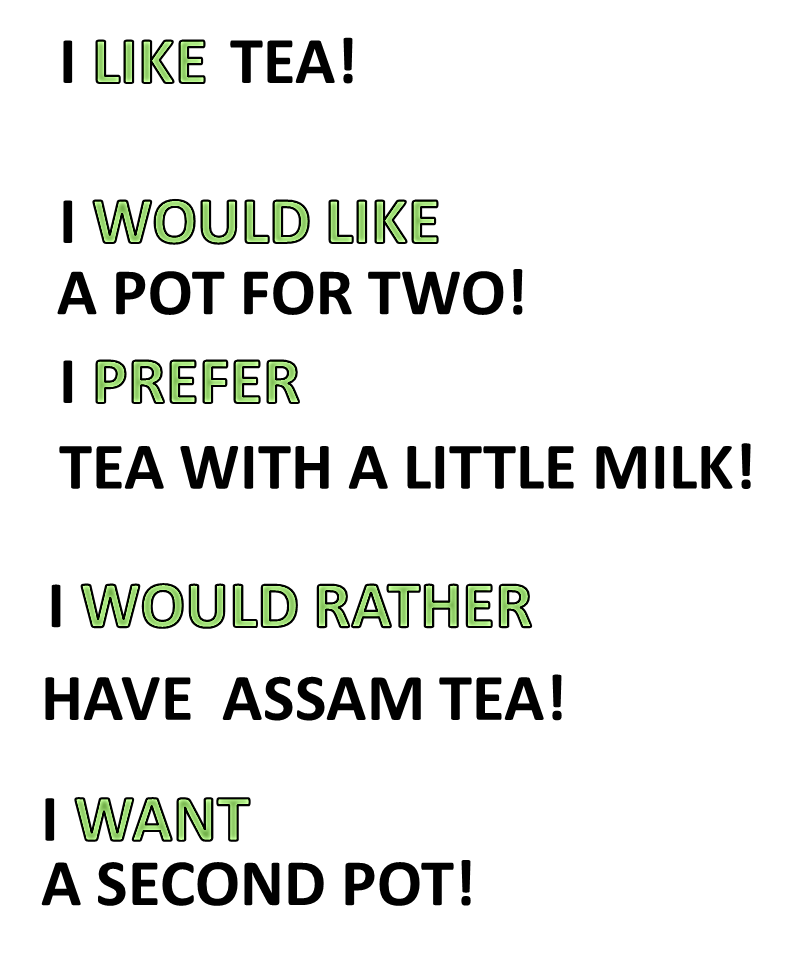 I LIKE TEA!
I WOULD LIKE
A POT FOR TWO!
I PREFER
TEA WITH A LITTLE MILK!
I WOULD RATHER
HAVE ASSAM TEA!
I WANT
A SECOND POT!